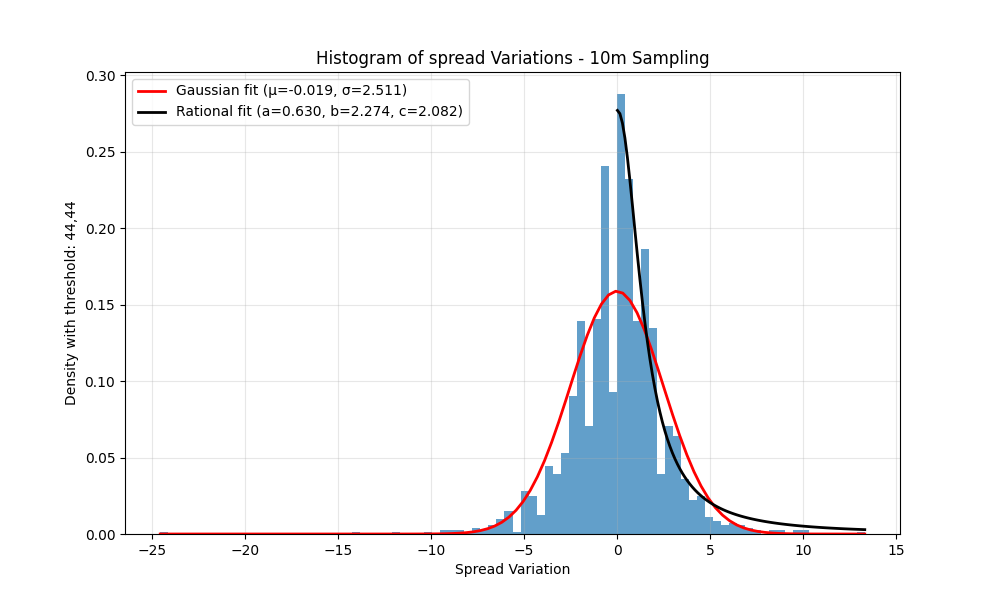 Histogram of spread Variations - 10m Sampling
Gaussian fit (μ=-0.019, σ=2.511)
Rational fit (a=0.630, b=2.274, c=2.082)
Density with threshold: 44,44
0.30
0.25
0.20
0.15
0.10
0.05
0.00
−25 −20 −15 −10 −5 0 5 10 15
Spread Variation